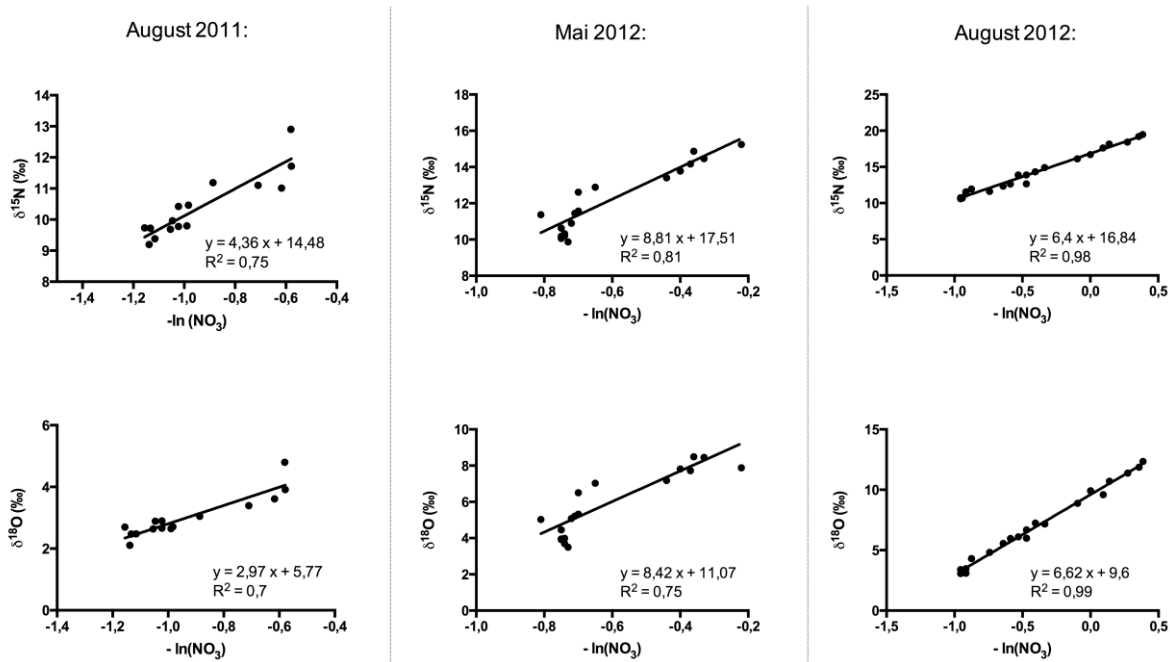 August 2011:
Mai 2012:
August 2012:
14
13
12
11
10
9
8
δ¹⁵N (‰)
y = 4,36 x + 14,48
R² = 0,75
-1,4
-1,2
-1,0
-0,8
-0,6
-0,4
-ln (NO₃)
18
16
14
12
10
8
δ¹⁵N (‰)
y = 8,81 x + 17,51
R² = 0,81
-1,0
-0,8
-0,6
-0,4
-0,2
- ln(NO₃)
25
20
15
10
5
0
δ¹⁵N (‰)
y = 6,4 x + 16,84
R² = 0,98
-1,5
-1,0
-0,5
0,0
0,5
- ln(NO₃)
6
4
2
0
δ¹⁸O (‰)
y = 2,97 x + 5,77
R² = 0,7
-1,4
-1,2
-1,0
-0,8
-0,6
-0,4
- ln(NO₃)
10
8
6
4
2
0
δ¹⁸O (‰)
y = 8,42 x + 11,07
R² = 0,75
-1,0
-0,8
-0,6
-0,4
-0,2
- ln(NO₃)
15
10
5
0
δ¹⁸O (‰)
y = 6,62 x + 9,6
R² = 0,99
-1,5
-1,0
-0,5
0,0
0,5
- ln(NO₃)